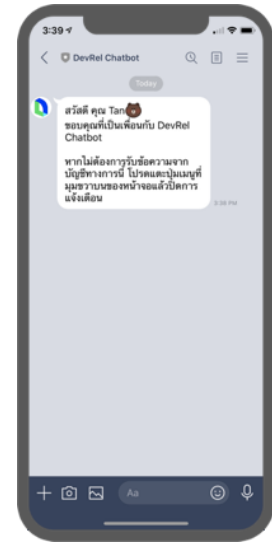 3:39
DevRel Chatbot
Today
สวัสดี คุณ Tan
ขอบคุณที่เป็นเพื่อนกับ DevRel
Chatbot
หากไม่ต้องการรับข้อความจาก
บัญชีทางการนี้ โปรดแตะปุ่มเมนูที่
มุมขวาบนของหน้าจอแล้วปิดการ
แจ้งเตือน
3:38 PM
Aa